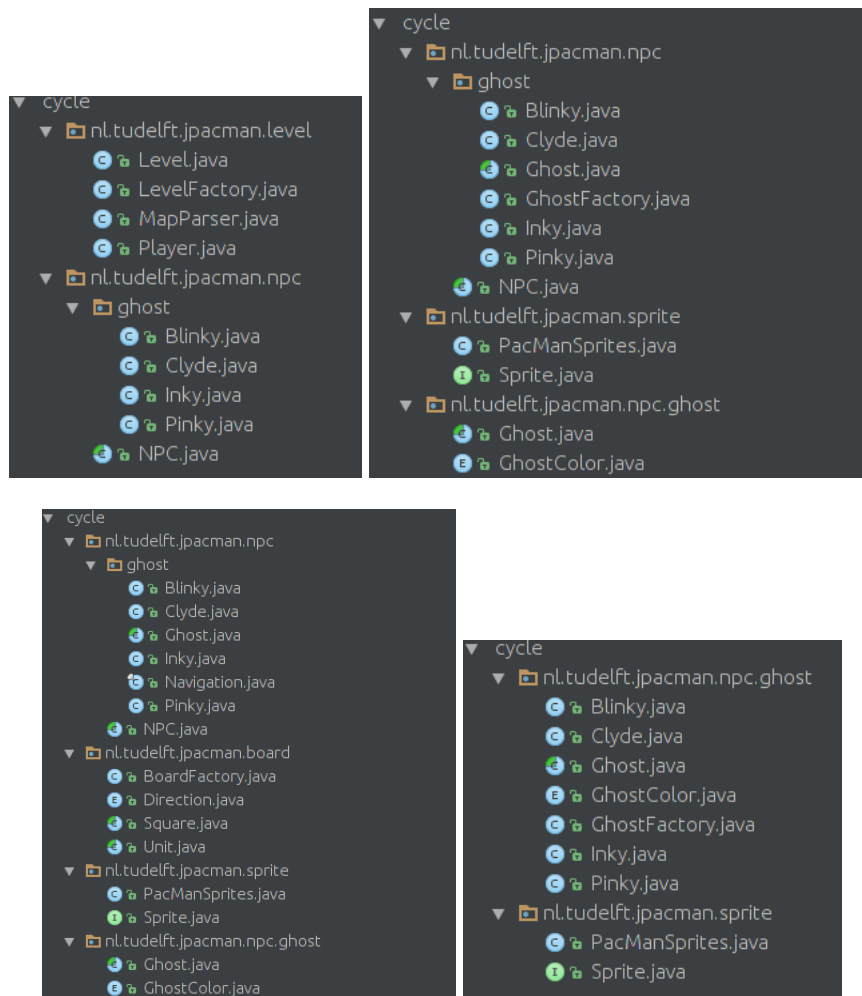 cycle
nl.tudelft.jpacman.level
Level.java
LevelFactory.java
MapParser.java
Player.java
nl.tudelft.jpacman.npc
ghost
Blinky.java
Clyde.java
Inky.java
Pinky.java
NPC.java
cycle
nl.tudelft.jpacman.npc
ghost
Blinky.java
Clyde.java
Ghost.java
GhostFactory.java
Inky.java
Pinky.java
NPC.java
nl.tudelft.jpacman.sprite
PacManSprites.java
Sprite.java
nl.tudelft.jpacman.npc.ghost
Ghost.java
GhostColor.java
cycle
nl.tudelft.jpacman.npc
ghost
Blinky.java
Clyde.java
Ghost.java
Inky.java
Navigation.java
Pinky.java
NPC.java
nl.tudelft.jpacman.board
BoardFactory.java
Direction.java
Square.java
Unit.java
nl.tudelft.jpacman.sprite
PacManSprites.java
Sprite.java
nl.tudelft.jpacman.npc.ghost
Ghost.java
GhostColor.java
cycle
nl.tudelft.jpacman.npc.ghost
Blinky.java
Clyde.java
Ghost.java
GhostColor.java
GhostFactory.java
Inky.java
Pinky.java
nl.tudelft.jpacman.sprite
PacManSprites.java
Sprite.java